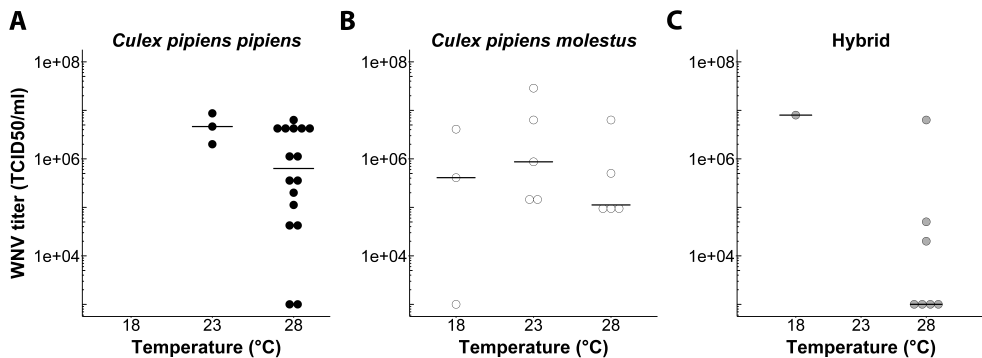 A
B
C
Culex pipiens pipiens
Culex pipiens molestus
Hybrid
WNV titer (TCID50/ml)
1e+08
1e+06
1e+04
1e+08
1e+06
1e+04
1e+08
1e+06
1e+04
18 23 28
18 23 28
18 23 28
Temperature (°C)
Temperature (°C)
Temperature (°C)